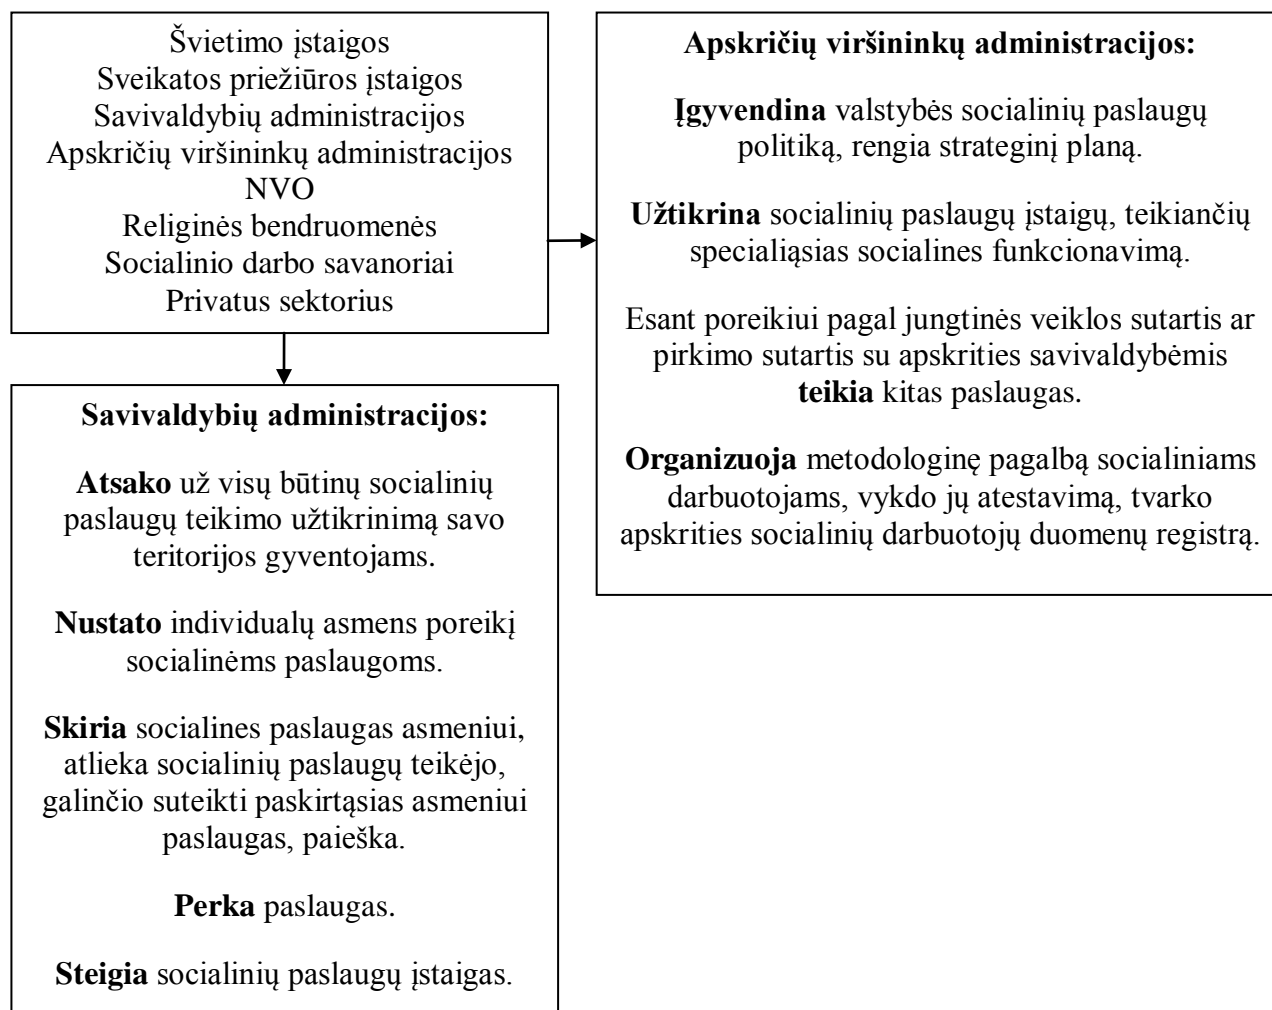 Švietimo įstaigos
Sveikatos priežiūros įstaigos
Savivaldybių administracijos
Apskričių viršininkų administracijos
NVO
Religinės bendruomenės
Socialinio darbo savanoriai
Privatus sektorius
Apskričių viršininkų administracijos:
Įgyvendina valstybės socialinių paslaugų
politiką, rengia strateginį planą.
Užtikrina socialinių paslaugų įstaigų, teikiančių
specialiąsias socialines funkcionavimą.
Esant poreikiui pagal jungtinės veiklos sutartis ar
pirkimo sutartis su apskrities savivaldybėmis
teikia kitas paslaugas.
Organizuoja metodologinę pagalbą socialiniams
darbuotojams, vykdo jų atestavimą, tvarko
apskrities socialinių darbuotojų duomenų registrą.
Savivaldybių administracijos:
Atsako už visų būtinų socialinių
paslaugų teikimo užtikrinimą savo
teritorijos gyventojams.
Nustato individualų asmens poreikį
socialinėms paslaugoms.
Skiria socialines paslaugas asmeniui,
atlieka socialinių paslaugų teikėjo,
galinčio suteikti paskirtąsias asmeniui
paslaugas, paieška.
Perka paslaugas.
Steigia socialinių paslaugų įstaigas.